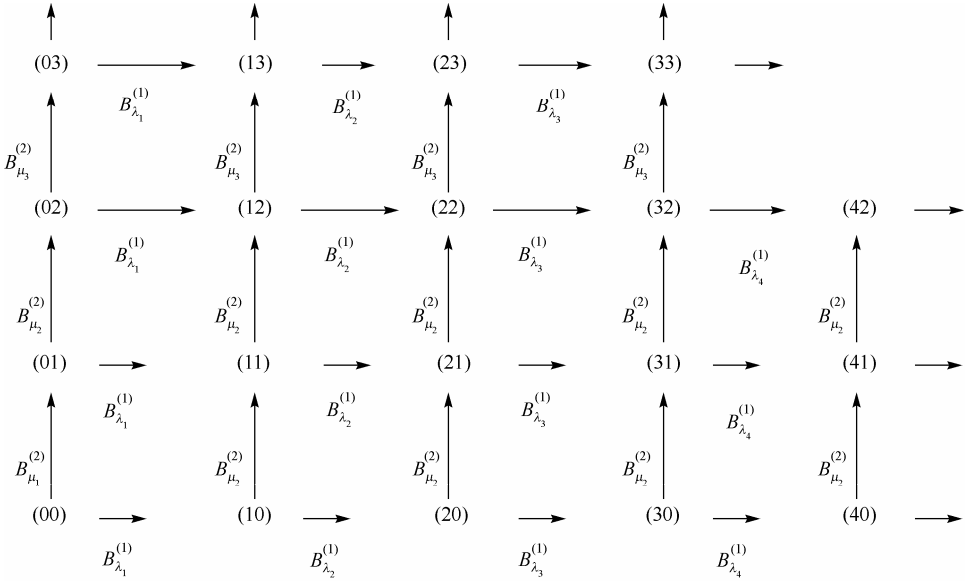 (03) (13) (23) (33)
B_{λ_1}^{(1)} B_{λ_2}^{(1)} B_{λ_3}^{(1)}
B_{μ_3}^{(2)} B_{μ_3}^{(2)} B_{μ_3}^{(2)} B_{μ_3}^{(2)}
(02) (12) (22) (32) (42)
B_{λ_1}^{(1)} B_{λ_2}^{(1)} B_{λ_3}^{(1)} B_{λ_4}^{(1)}
B_{μ_2}^{(2)} B_{μ_2}^{(2)} B_{μ_2}^{(2)} B_{μ_2}^{(2)} B_{μ_2}^{(2)}
(01) (11) (21) (31) (41)
B_{λ_1}^{(1)} B_{λ_2}^{(1)} B_{λ_3}^{(1)} B_{λ_4}^{(1)}
B_{μ_1}^{(2)} B_{μ_2}^{(2)} B_{μ_2}^{(2)} B_{μ_2}^{(2)} B_{μ_2}^{(2)}
(00) (10) (20) (30) (40)
B_{λ_1}^{(1)} B_{λ_2}^{(1)} B_{λ_3}^{(1)} B_{λ_4}^{(1)}